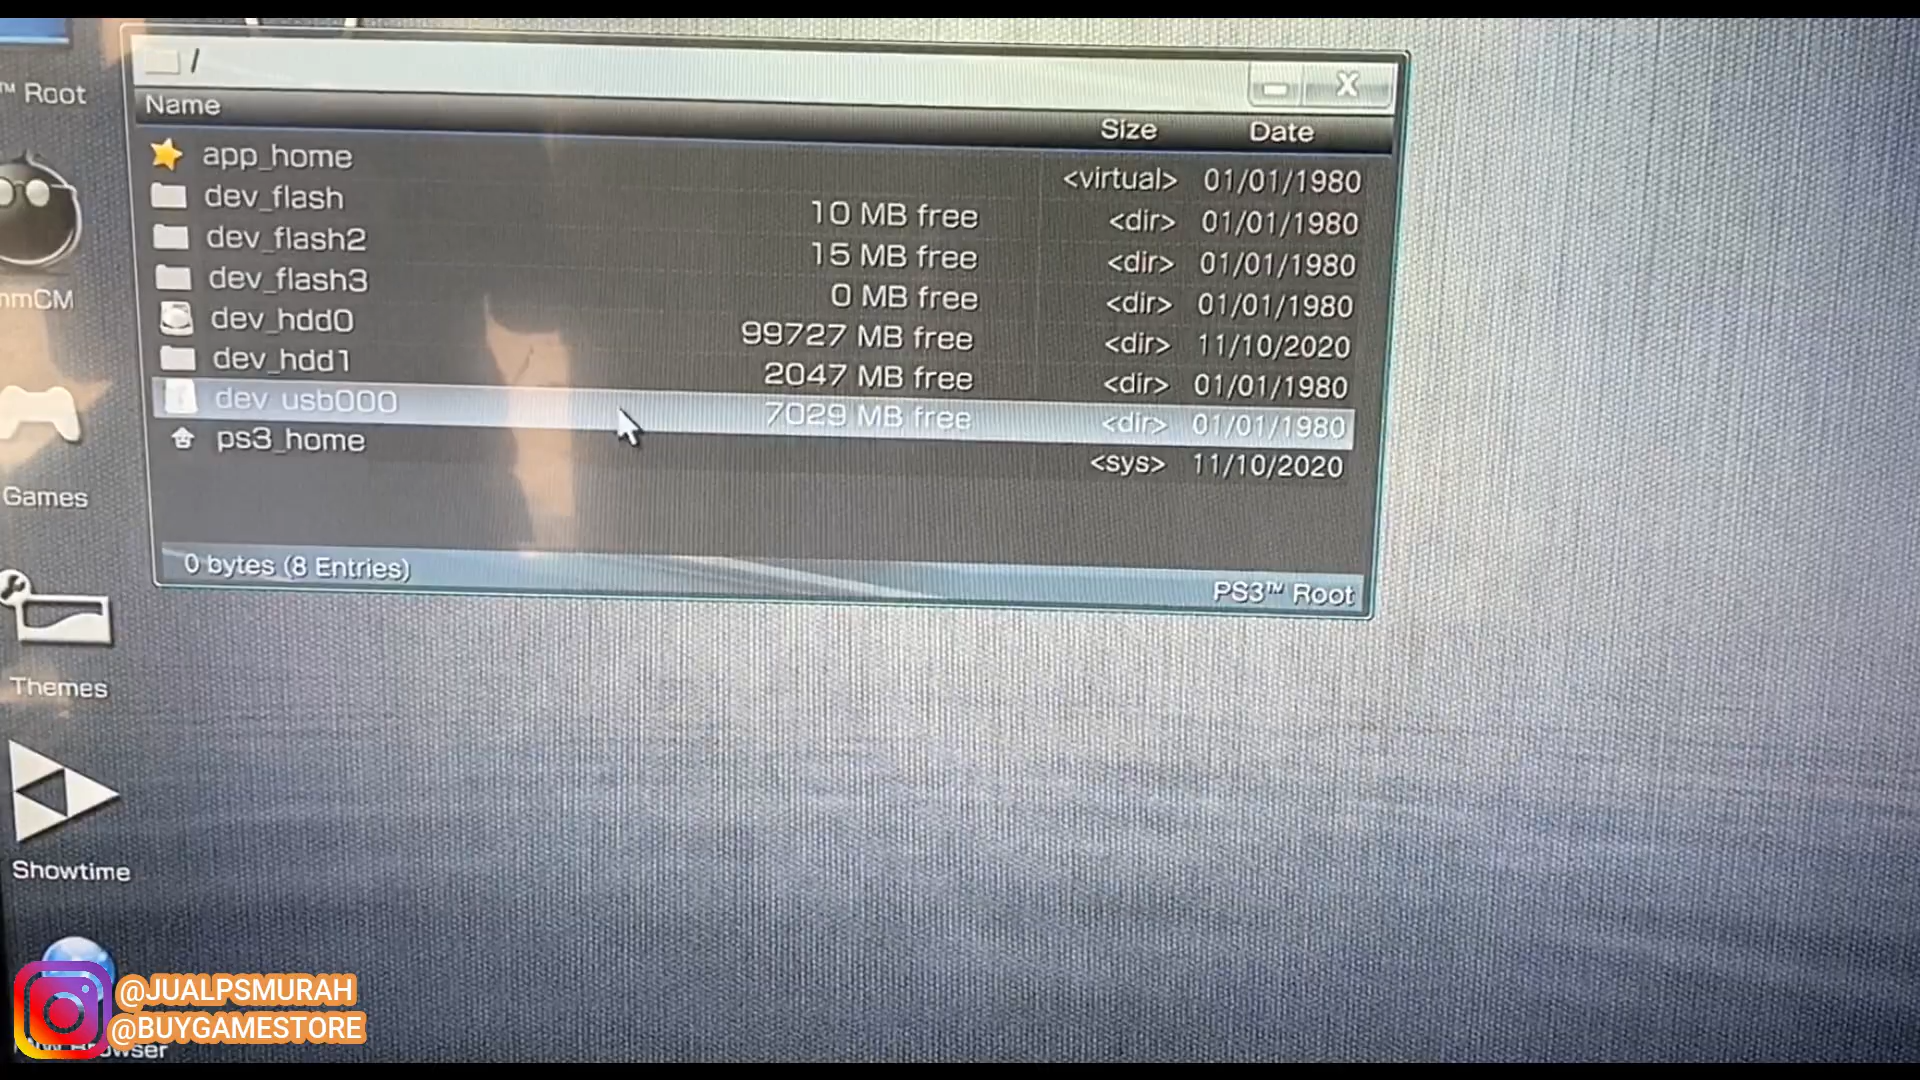 /
X
Name
Size
Date
™ Root
app_home
<virtual> 01/01/1980
dev_flash
10 MB free <dir> 01/01/1980
dev_flash2
15 MB free <dir> 01/01/1980
dev_flash3
0 MB free <dir> 01/01/1980
dev_hdd0
99727 MB free <dir> 11/10/2020
dev_hdd1
2047 MB free <dir> 01/01/1980
dev_usb000
7029 MB free <dir> 01/01/1980
ps3_home
<sys> 11/10/2020
0 bytes (8 Entries)
PS3™ Root
mmCM
Games
Themes
Showtime
@JUALPSMURAH
@BUYGAMESTORE
Browser